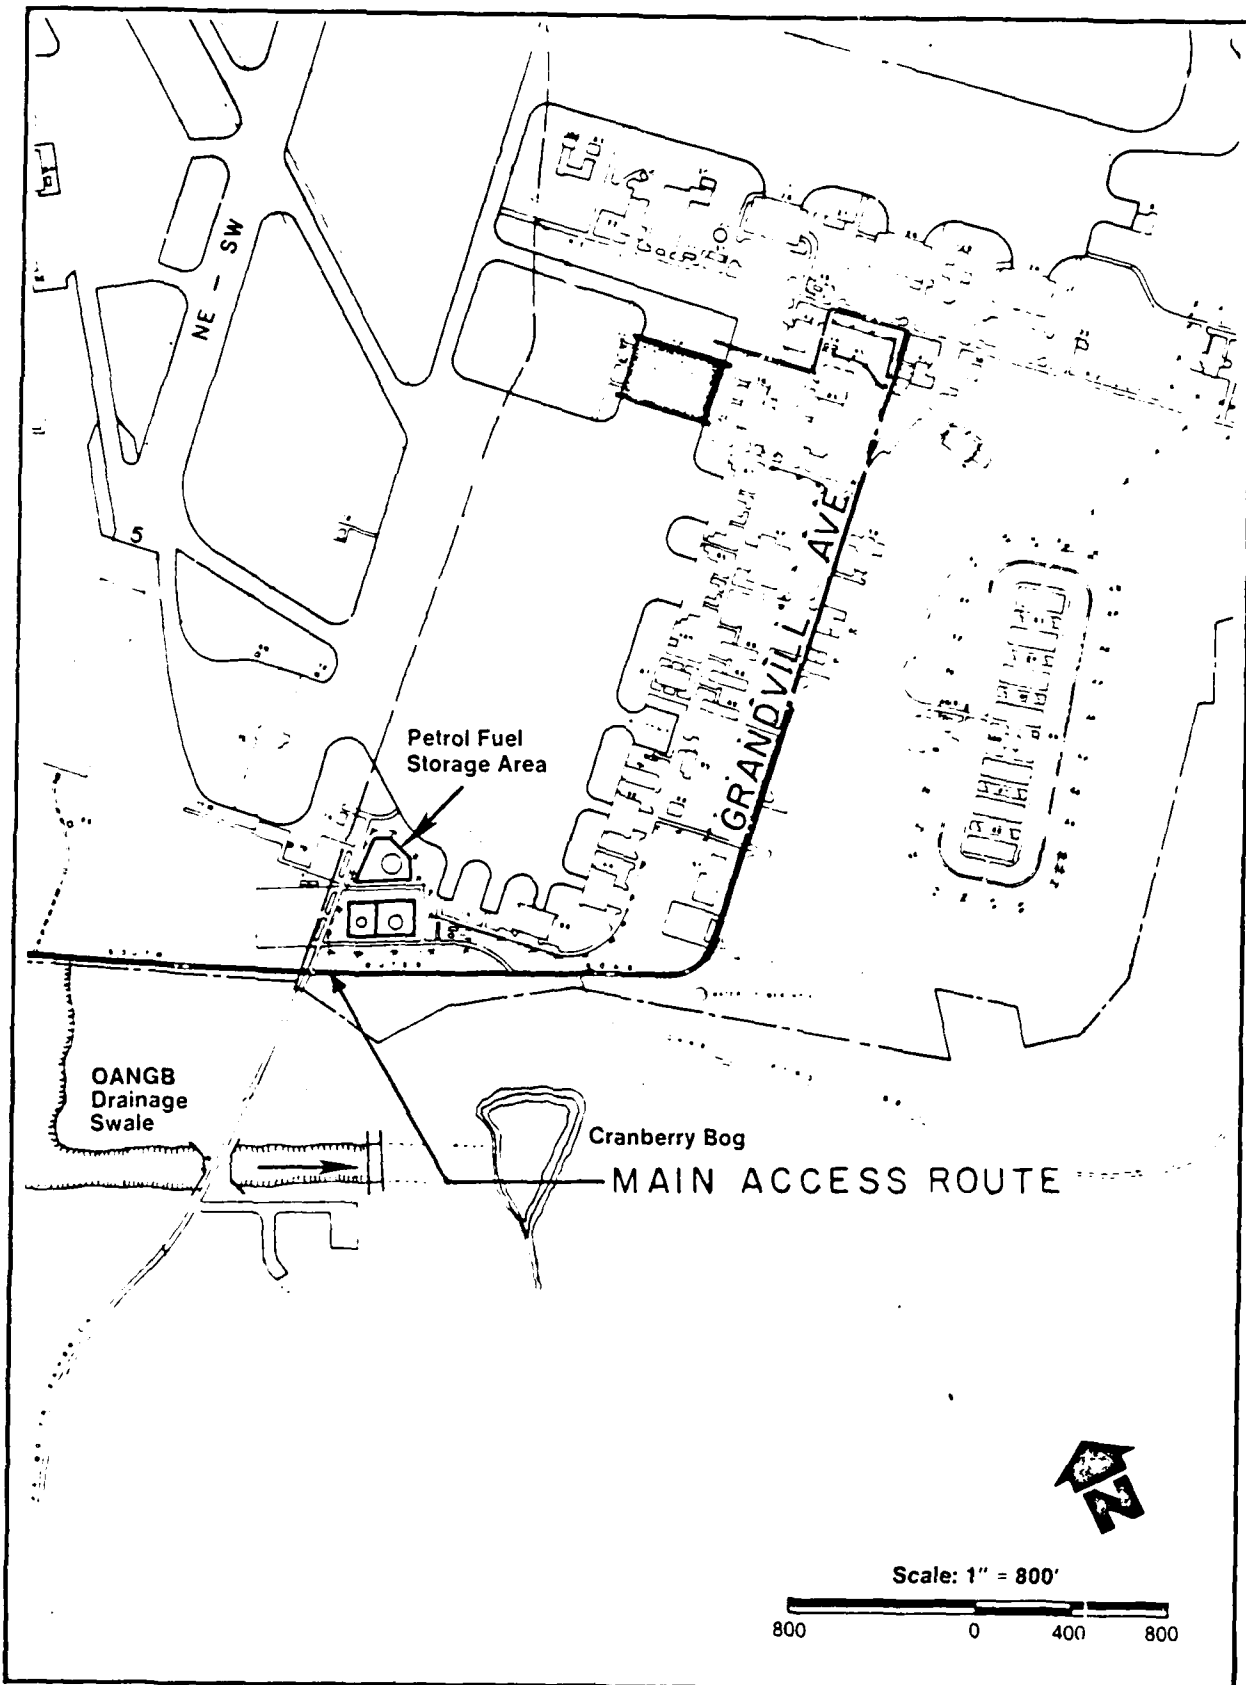 NE - SW
5
GRANDVILL AVE
Petrol Fuel
Storage Area
OANGB
Drainage
Swale
Cranberry Bog
MAIN ACCESS ROUTE
N
Scale: 1" = 800'
800 0 400 800